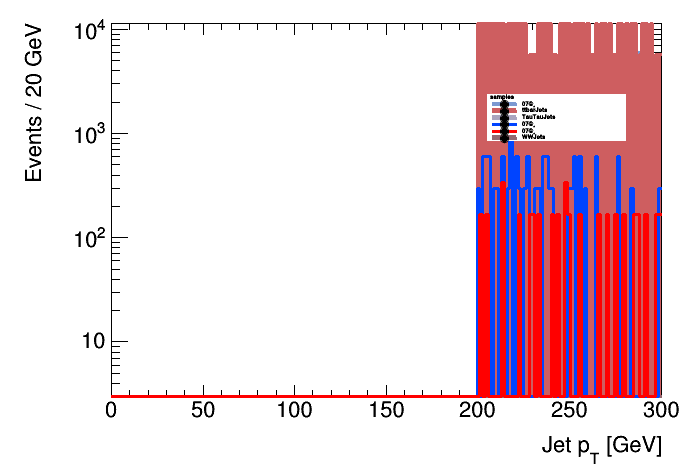 10⁴
Events / 20 GeV
samples
ttbarJets
TauTauJets
WWJets
10³
10²
10
0 50 100 150 200 250 300
Jet p_T [GeV]